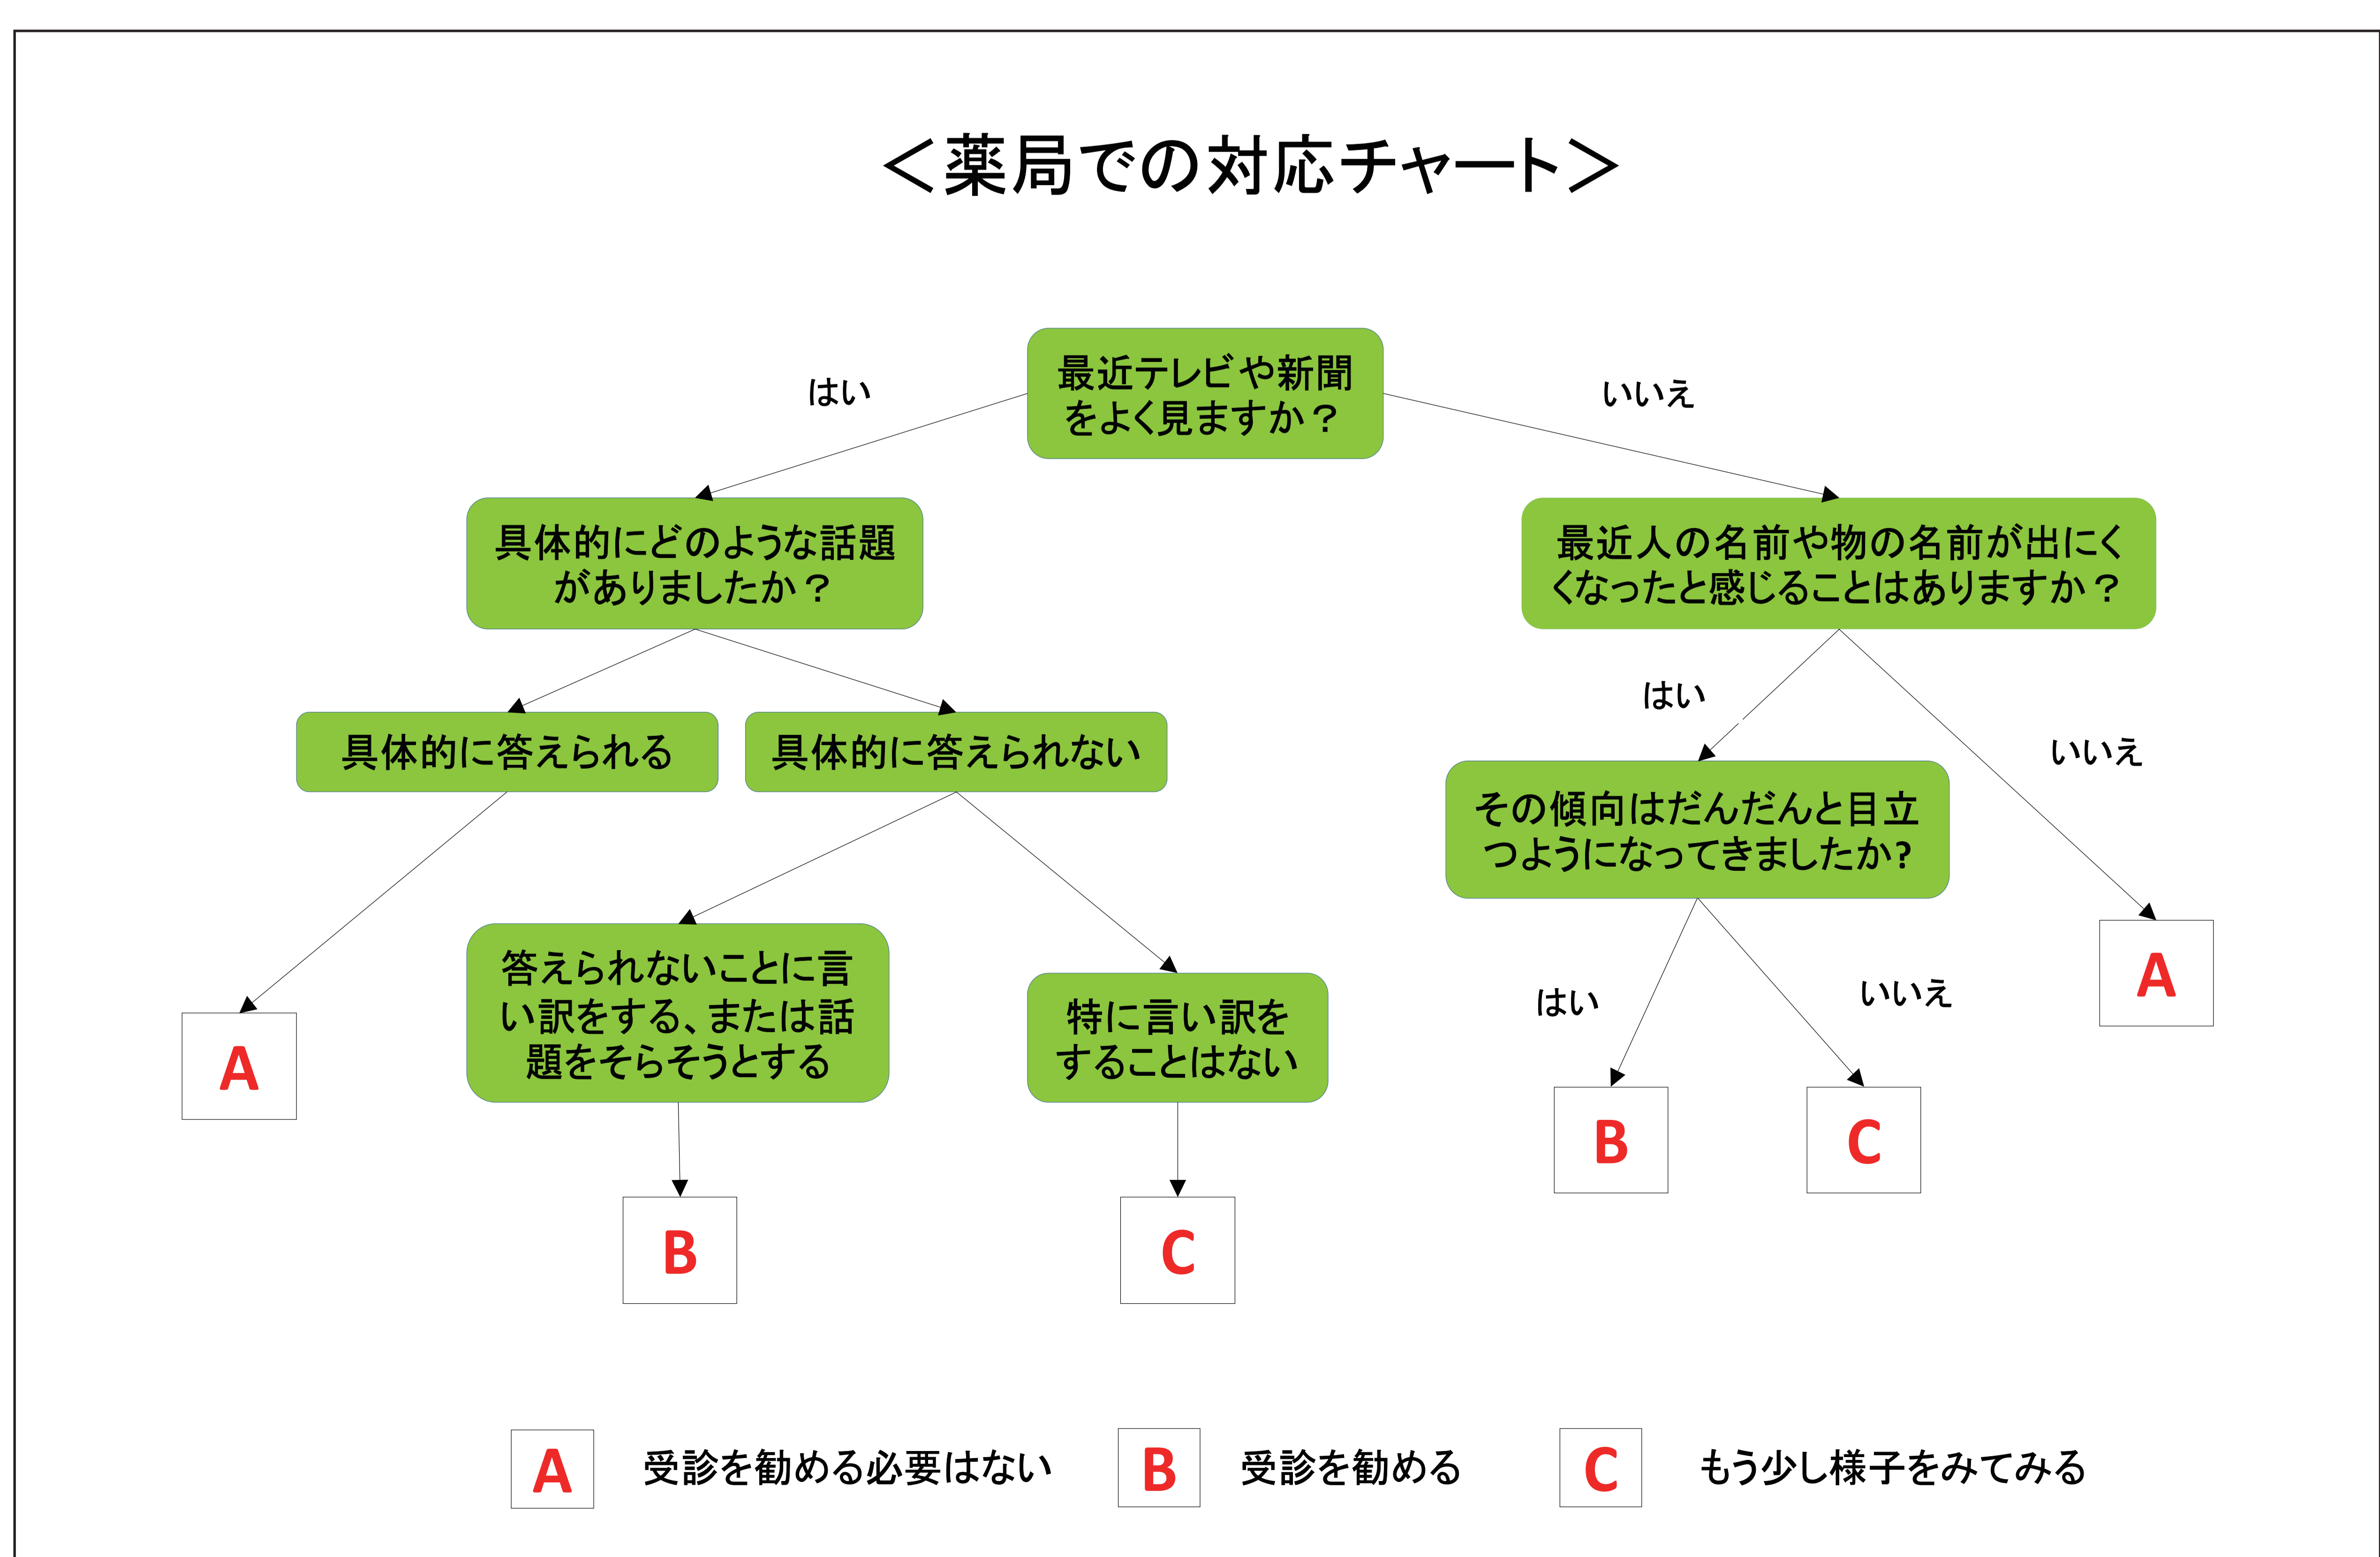 ＜薬局での対応チャート＞
最近テレビや新聞
をよく見ますか？
はい
いいえ
具体的にどのような話題
がありましたか？
最近人の名前や物の名前が出にく
くなったと感じることはありますか？
はい
いいえ
具体的に答えられる
具体的に答えられない
その傾向はだんだんと目立
つようになってきましたか?
答えられないことに言
い訳をする、または話
題をそらそうとする
特に言い訳を
することはない
はい
いいえ
A
A
B
C
B
C
A 受診を勧める必要はない
B 受診を勧める
C もう少し様子をみてみる